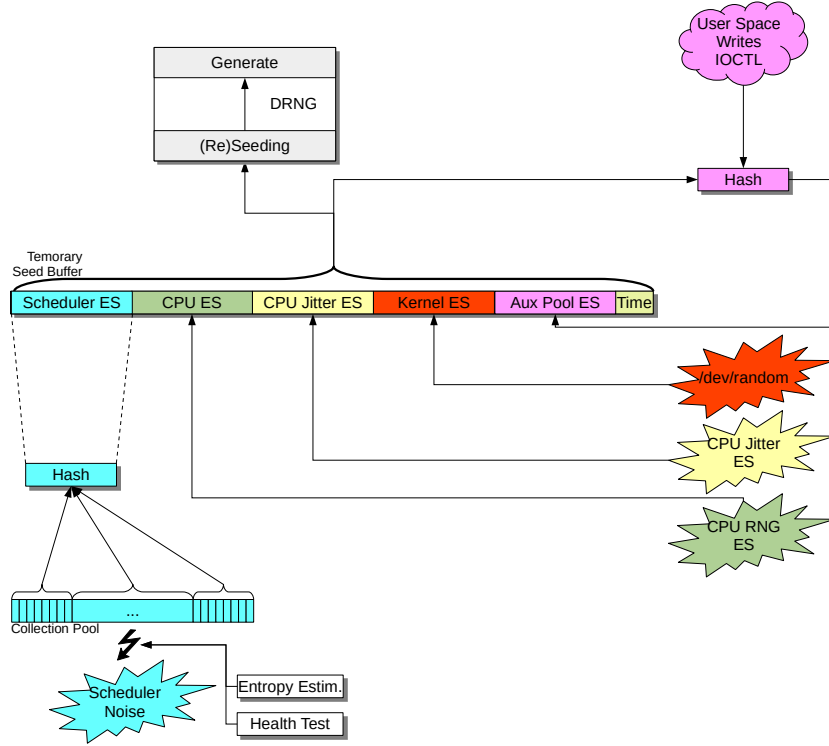 User Space
Writes
IOCTL
Generate
DRNG
(Re)Seeding
Hash
Temorary
Seed Buffer
Scheduler ES
CPU ES
CPU Jitter ES
Kernel ES
Aux Pool ES
Time
/dev/random
CPU Jitter
ES
Hash
CPU RNG
ES
...
Collection Pool
Scheduler
Noise
Entropy Estim.
Health Test